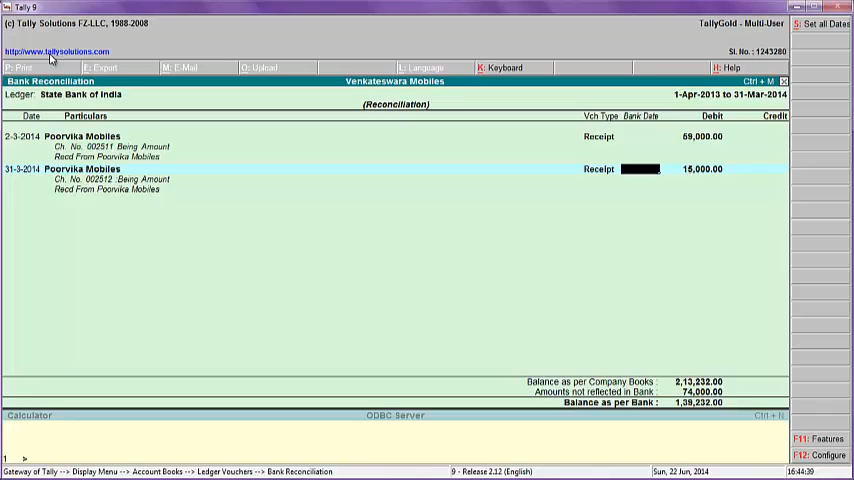 Tally 9
(c) Tally Solutions FZ-LLC, 1988-2008
TallyGold - Multi-User
S: Set all Dates
http://www.tallysolutions.com
Sl. No. : 1243280
P: Print
E: Export
M: E-Mail
O: Upload
L: Language
K: Keyboard
H: Help
Bank Reconciliation
Venkateswara Mobiles
Ctrl + M
Ledger: State Bank of India
1-Apr-2013 to 31-Mar-2014
(Reconciliation)
Date Particulars Vch Type Bank Date Debit Credit
2-3-2014 Poorvika Mobiles Receipt 59,000.00
Ch. No. 002511 Being Amount
Recd From Poorvika Mobiles
31-3-2014 Poorvika Mobiles Receipt 15,000.00
Ch. No. 002512 :Being Amount
Recd From Poorvika Mobiles
Balance as per Company Books : 2,13,232.00
Amounts not reflected in Bank : 74,000.00
Balance as per Bank : 1,39,232.00
Calculator
ODBC Server
Ctrl + N
1 >
F11: Features
F12: Configure
Gateway of Tally --> Display Menu --> Account Books --> Ledger Vouchers --> Bank Reconciliation
9 - Release 2.12 (English)
Sun, 22 Jun, 2014
16:44:39